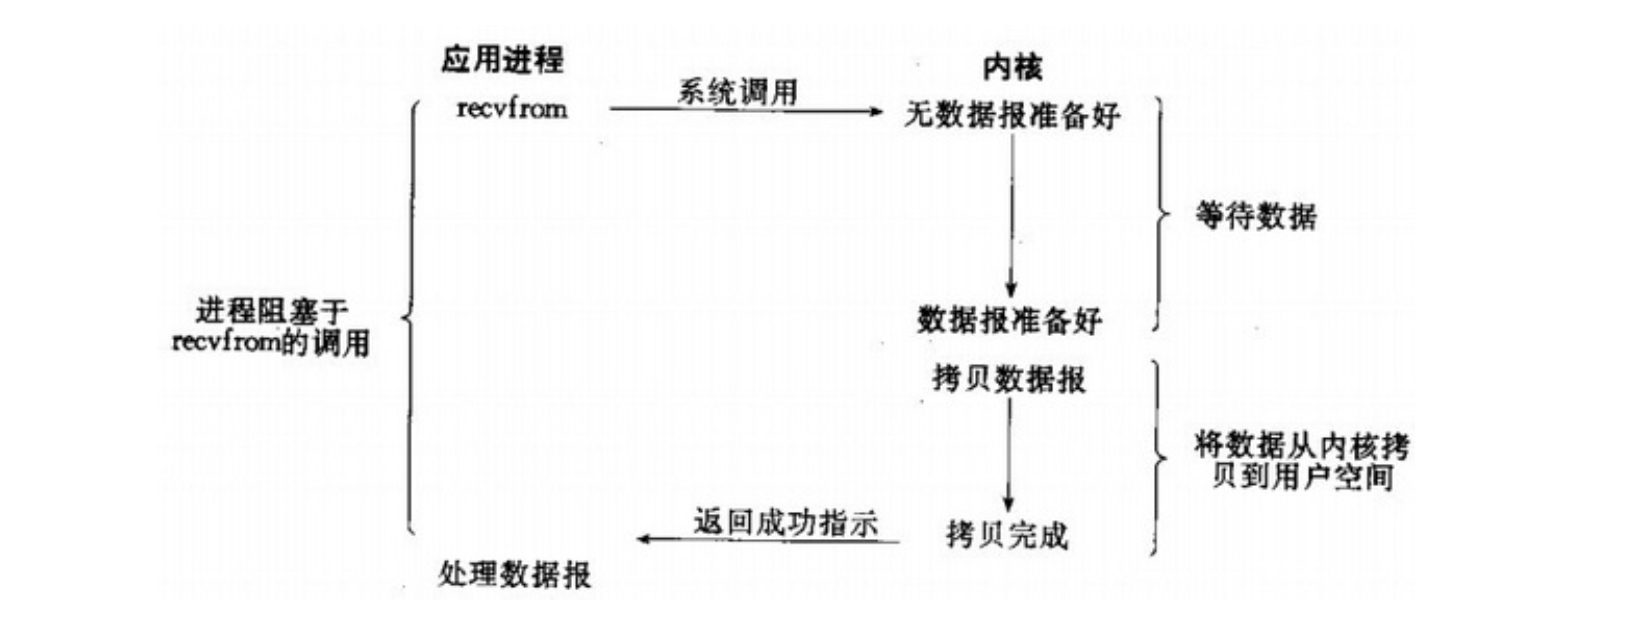 应用进程
内核
recvfrom
系统调用
无数据报准备好
等待数据
进程阻塞于
recvfrom的调用
数据报准备好
拷贝数据报
将数据从内核拷
贝到用户空间
返回成功指示
拷贝完成
处理数据报